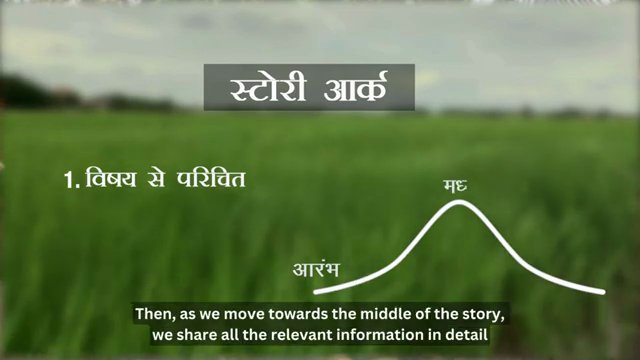 स्टोरी आर्क
1. विषय से परिचित
मध्
आरंभ
Then, as we move towards the middle of the story,
we share all the relevant information in detail